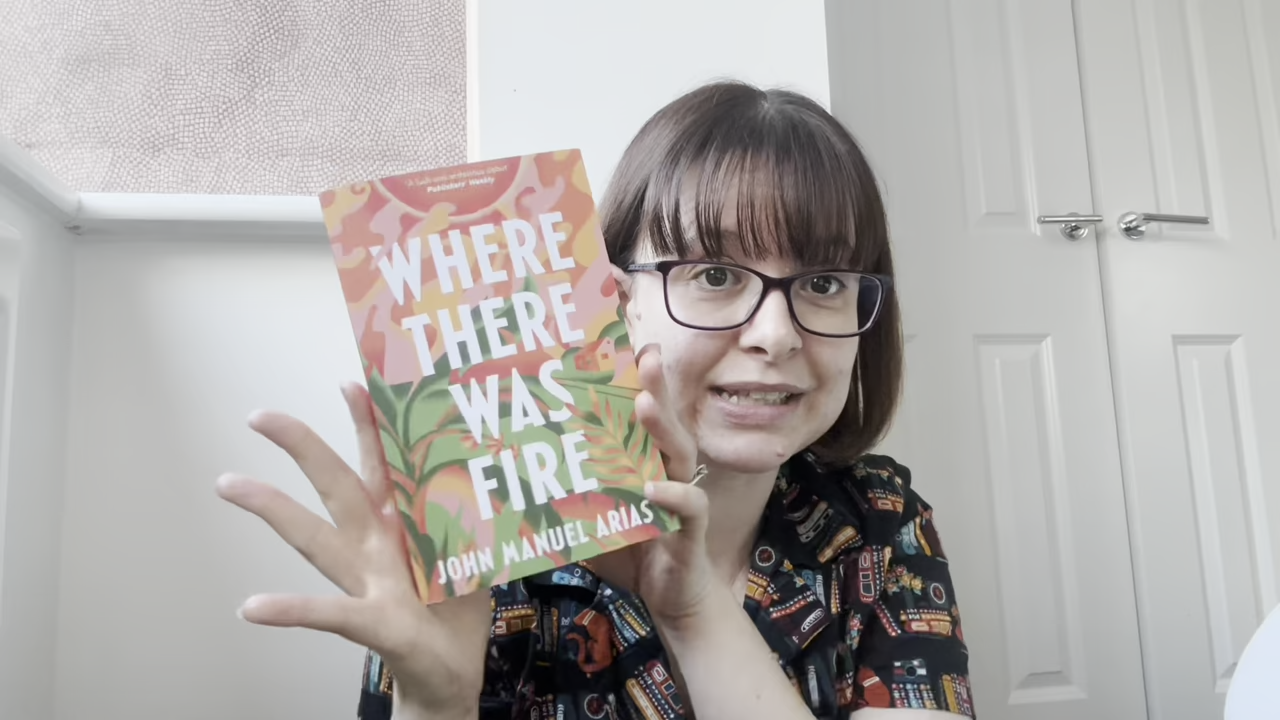 Publishers Weekly
WHERE
THERE
WAS
FIRE
JOHN MANUEL ARIAS